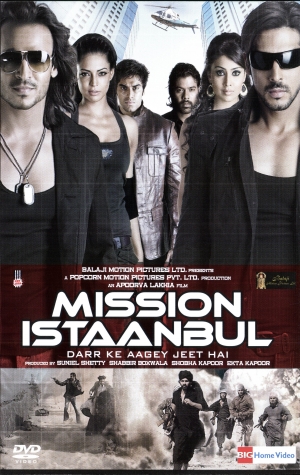 BALAJI MOTION PICTURES LTD. PRESENTS
A POPCORN MOTION PICTURES PVT. LTD. PRODUCTION
AN APOORVA LAKHIA FILM
MISSION
ISTAANBUL
DARR KE AAGEY JEET HAI
PRODUCED BY SUNIEL SHETTY SHABBIR BOXWALA SHOBHA KAPOOR EKTA KAPOOR
DVD
VIDEO
BIG Home Video